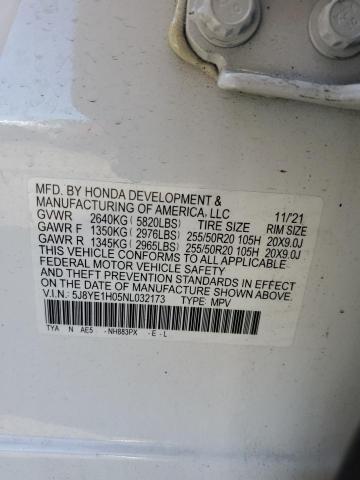 MFD. BY HONDA DEVELOPMENT &
MANUFACTURING OF AMERICA, LLC 11/21
GVWR 2640KG( 5820LBS) TIRE SIZE RIM SIZE
GAWR F 1350KG( 2976LBS) 255/50R20 105H 20X9.0J
GAWR R 1345KG( 2965LBS) 255/50R20 105H 20X9.0J
THIS VEHICLE CONFORMS TO ALL APPLICABLE
FEDERAL MOTOR VEHICLE SAFETY
STANDARDS IN EFFECT
ON THE DATE OF MANUFACTURE SHOWN ABOVE.
V.I.N.: 5J8YE1H05NL032173 TYPE: MPV
TYA N AE5 -NH883PX -E -L